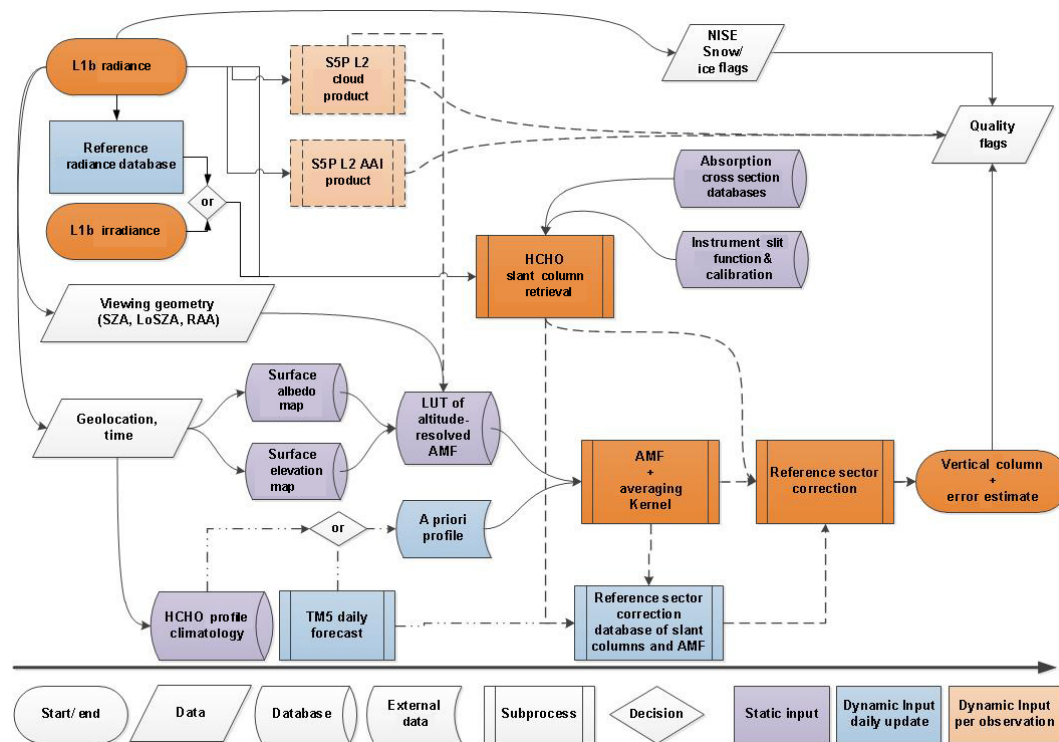 L1b radiance
S5P L2
cloud
product
NISE
Snow/
ice flags
Quality
flags
Reference
radiance database
S5P L2 AAI
product
Absorption
cross section
databases
or
L1b irradiance
HCHO
slant column
retrieval
Instrument slit
function &
calibration
Viewing geometry
(SZA, LoSZA, RAA)
Surface
albedo
map
LUT of
altitude-
resolved
AMF
Geolocation,
time
Surface
elevation
map
AMF
+
averaging
Kernel
Reference sector
correction
Vertical column
+
error estimate
or
A priori
profile
HCHO profile
climatology
TM5 daily
forecast
Reference sector
correction
database of slant
columns and AMF
Start/ end
Data
Database
External
data
Subprocess
Decision
Static input
Dynamic Input
daily update
Dynamic Input
per observation